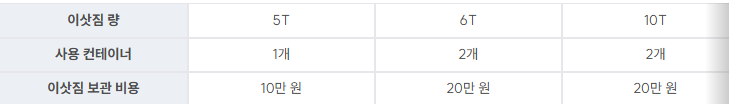 이삿짐 량 5T 6T 10T
사용 컨테이너 1개 2개 2개
이삿짐 보관 비용 10만 원 20만 원 20만 원